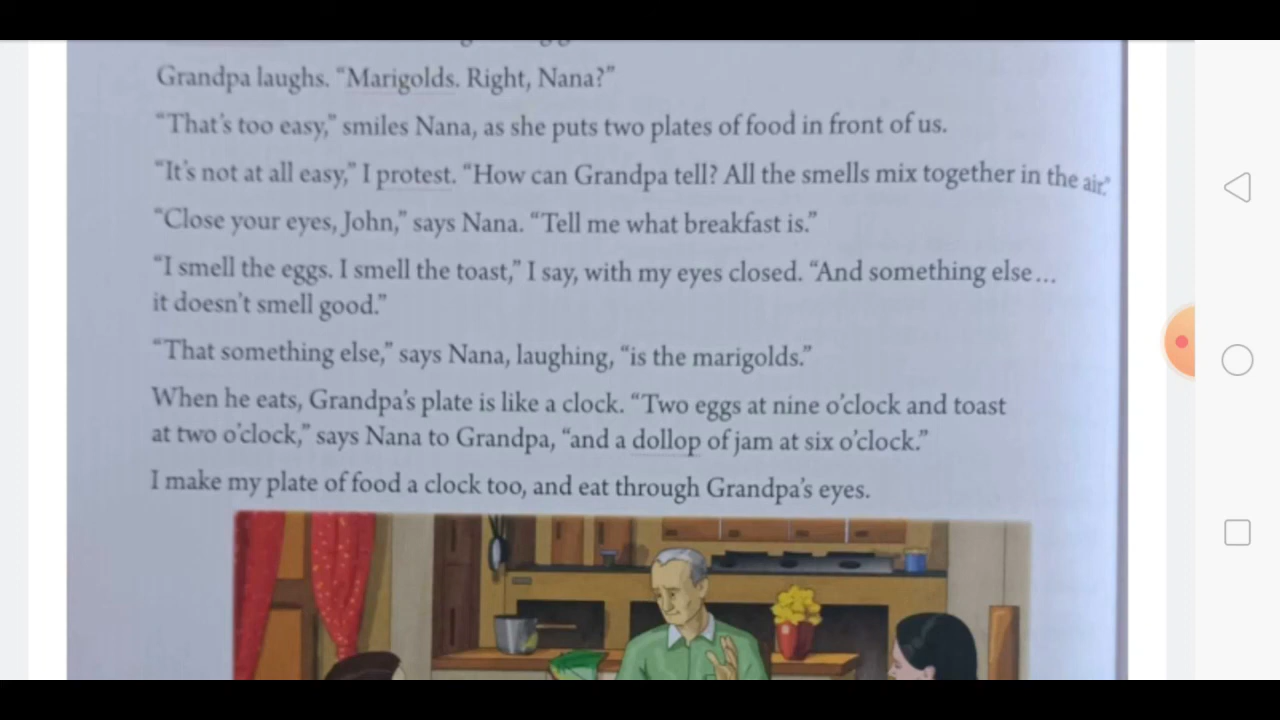 Grandpa laughs. “Marigolds. Right, Nana?”
“That’s too easy,” smiles Nana, as she puts two plates of food in front of us.
“It’s not at all easy,” I protest. “How can Grandpa tell? All the smells mix together in the air.”
“Close your eyes, John,” says Nana. “Tell me what breakfast is.”
“I smell the eggs. I smell the toast,” I say, with my eyes closed. “And something else…
it doesn’t smell good.”
“That something else,” says Nana, laughing, “is the marigolds.”
When he eats, Grandpa’s plate is like a clock. “Two eggs at nine o’clock and toast
at two o’clock,” says Nana to Grandpa, “and a dollop of jam at six o’clock.”
I make my plate of food a clock too, and eat through Grandpa’s eyes.